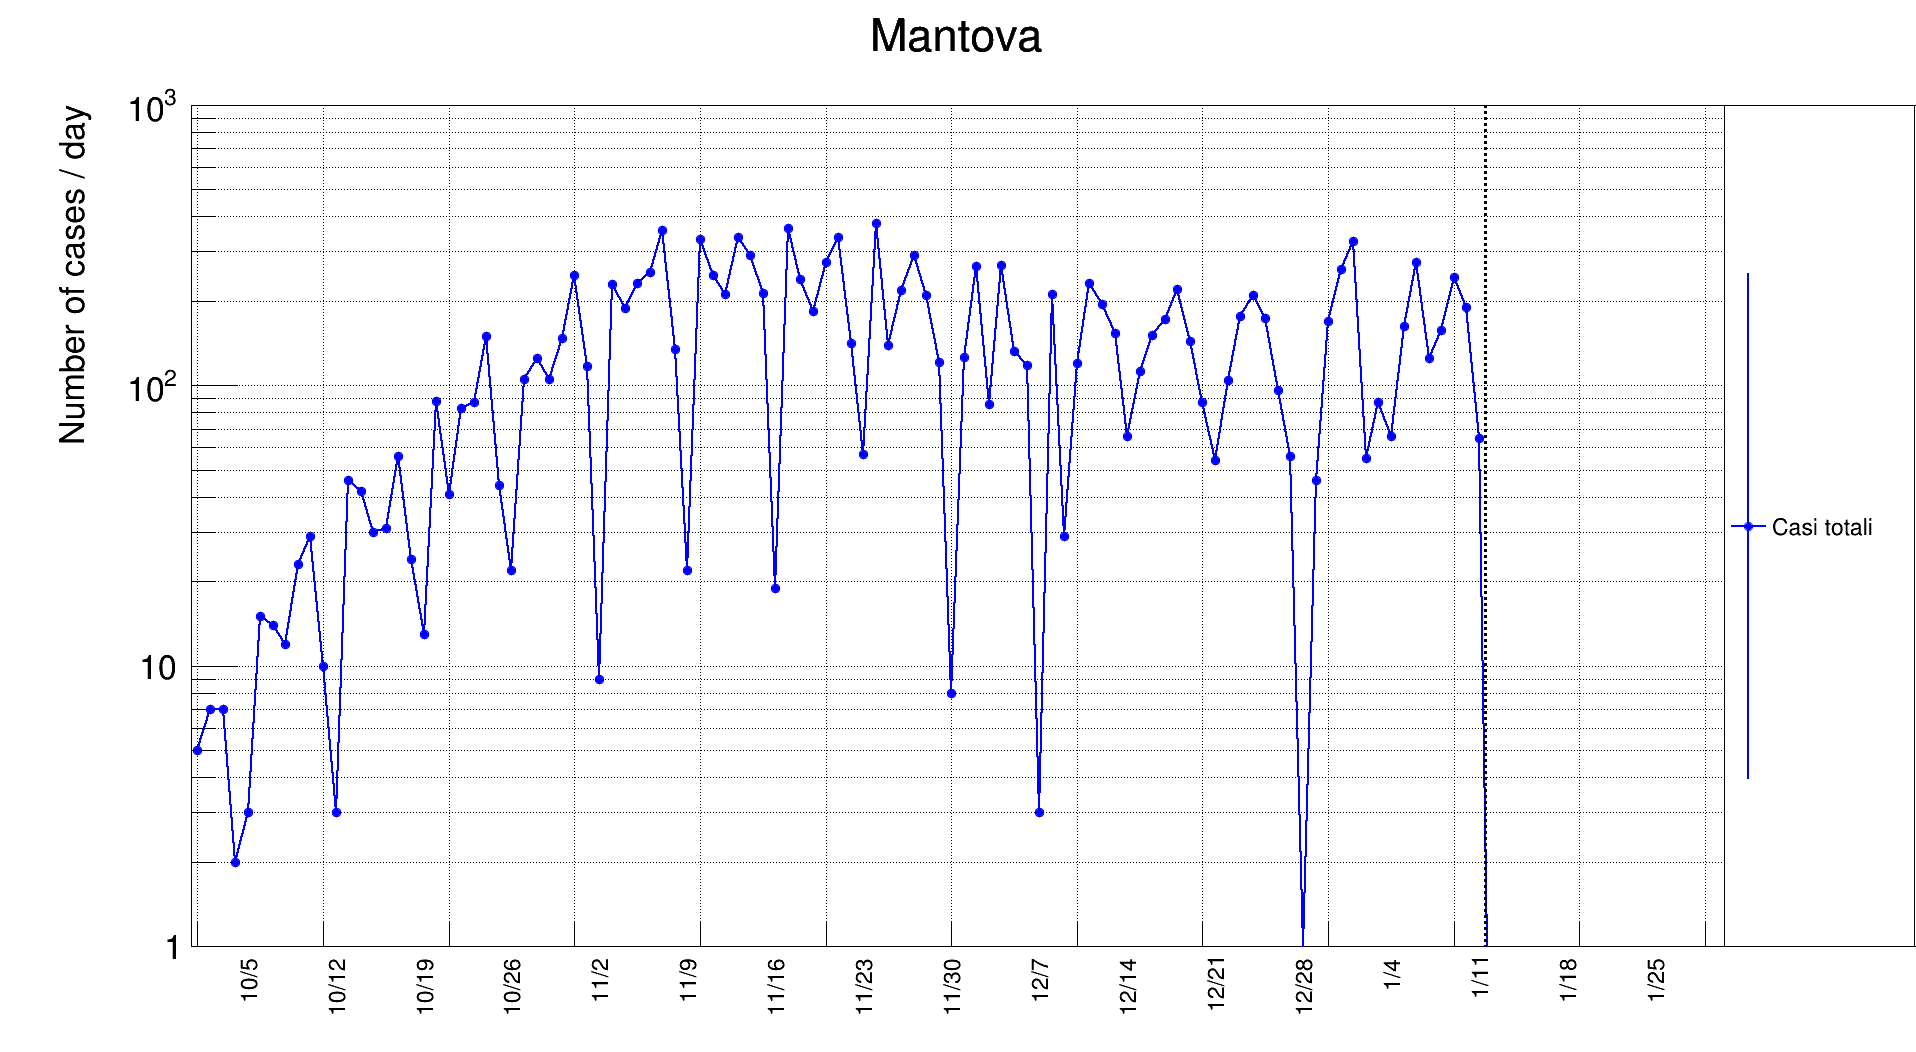 Mantova
Number of cases / day
10³
10²
10
1
10/5 10/12 10/19 10/26 11/2 11/9 11/16 11/23 11/30 12/7 12/14 12/21 12/28 1/4 1/11 1/18 1/25
Casi totali